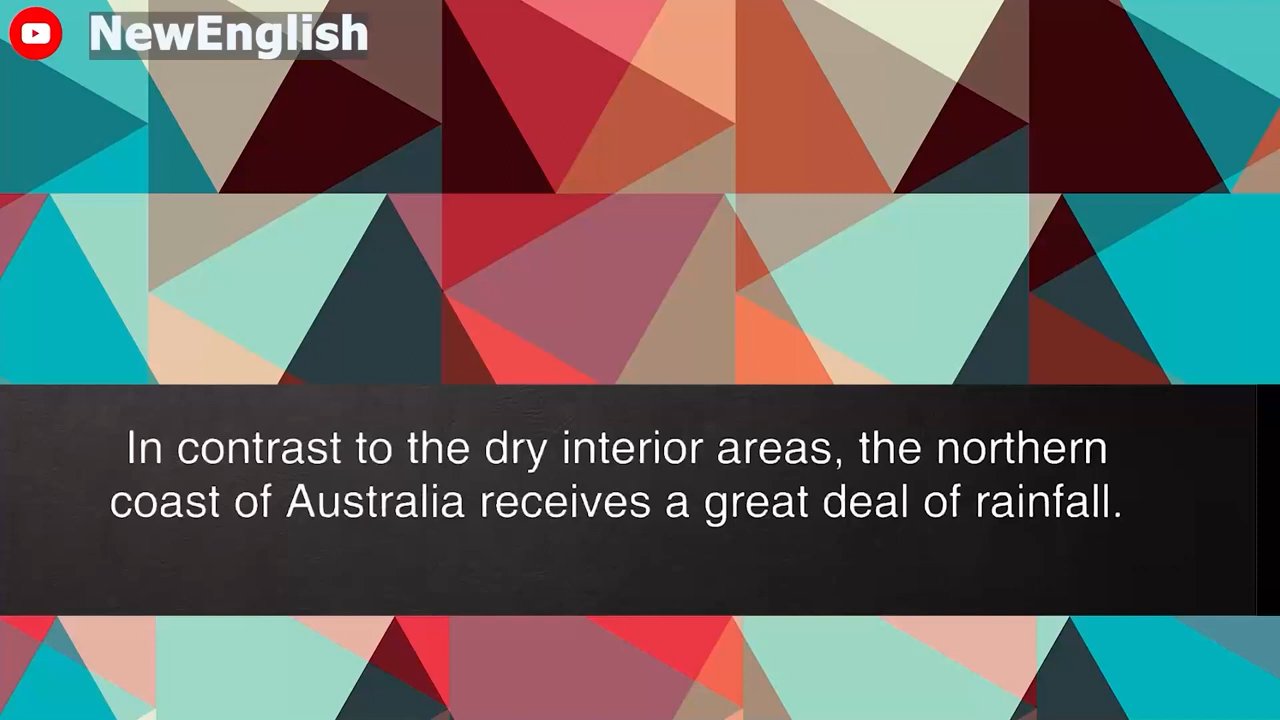 NewEnglish
In contrast to the dry interior areas, the northern
coast of Australia receives a great deal of rainfall.